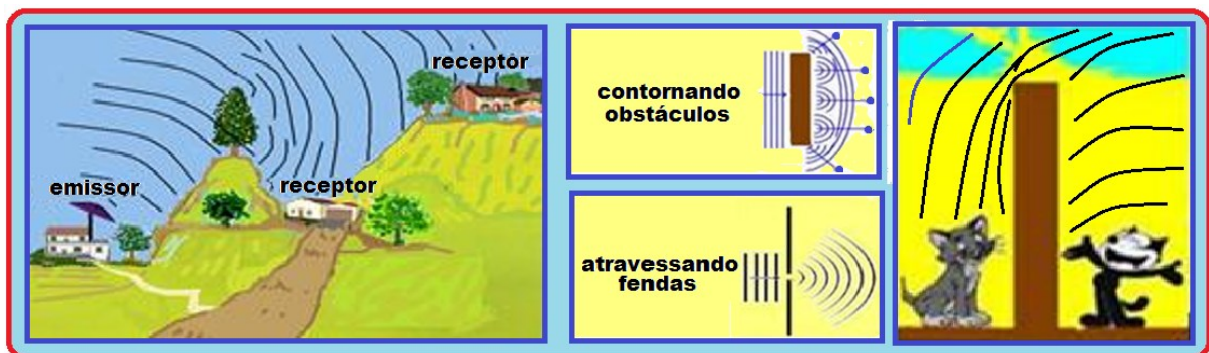 receptor
emissor
receptor
contornando
obstáculos
atravessando
fendas